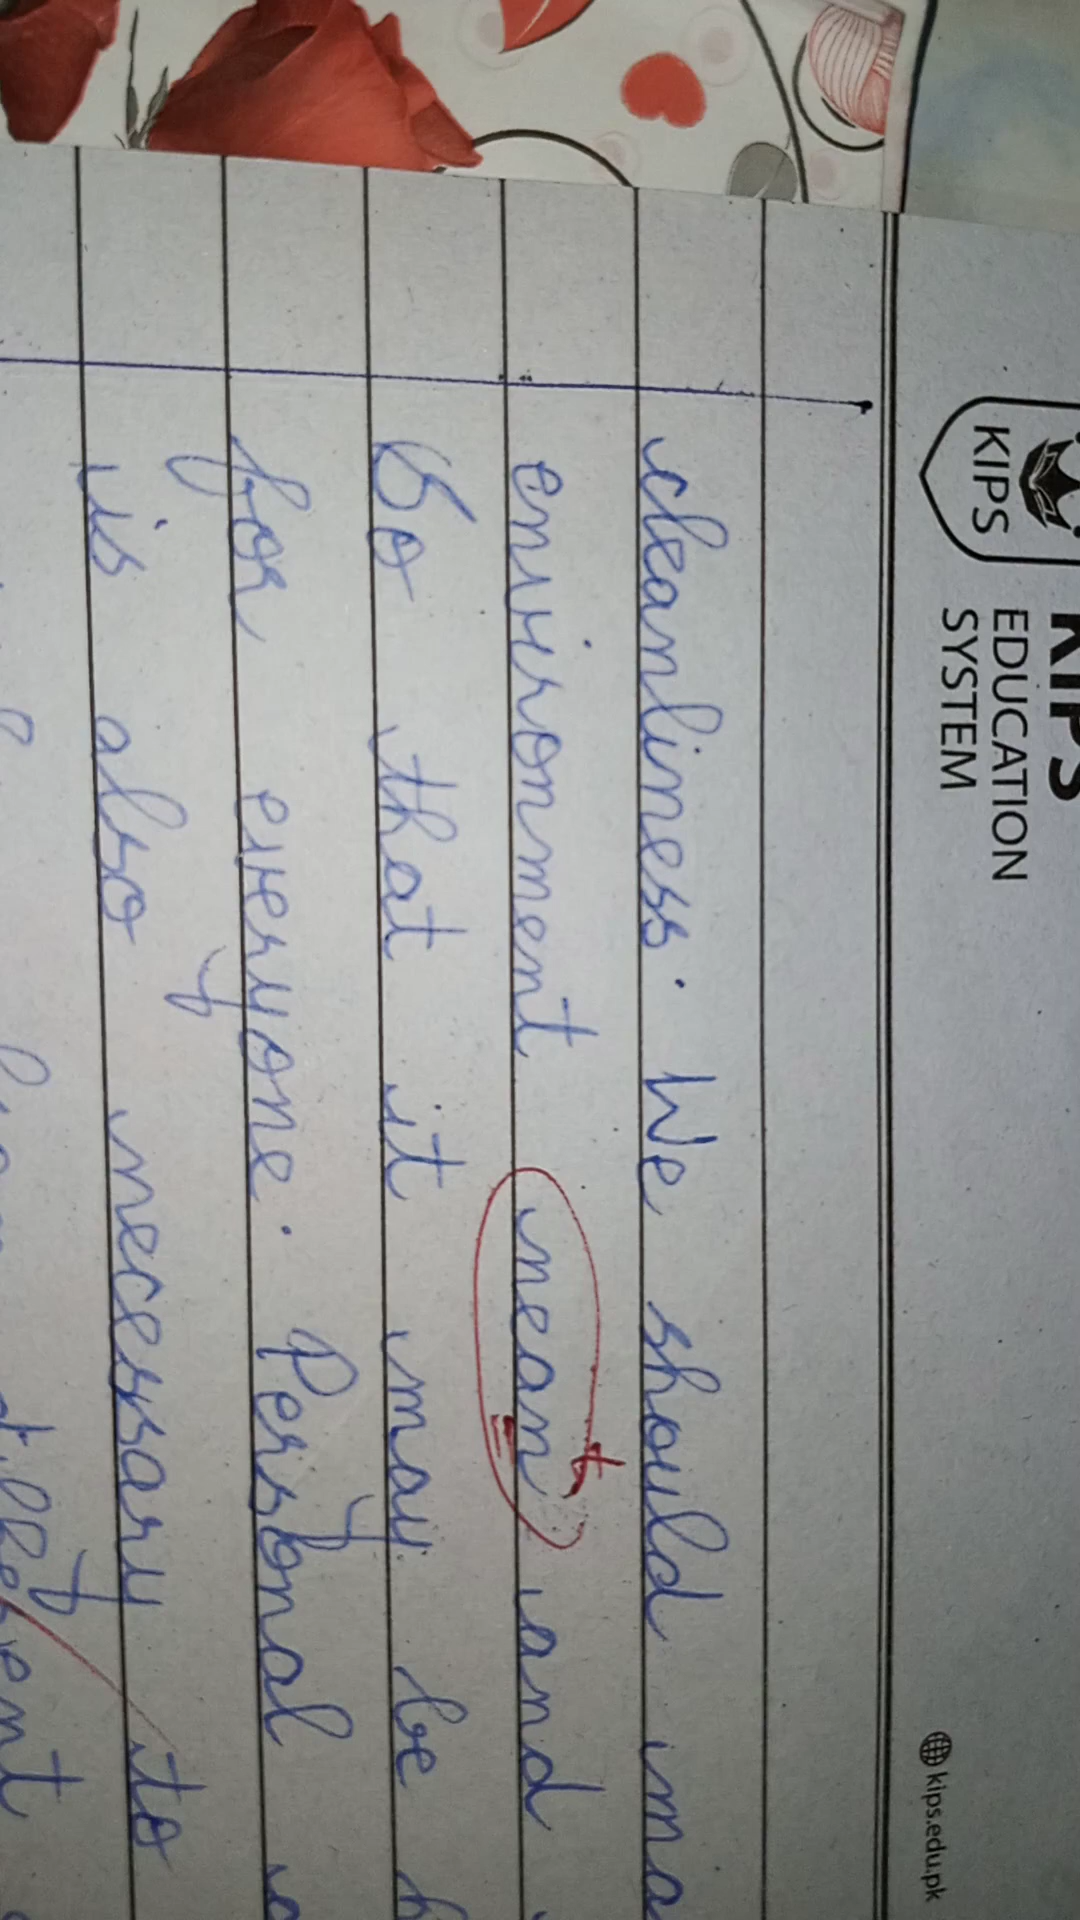 KIPS
KIPS
EDUCATION
SYSTEM
kips.edu.pk
cleanliness. We should
environment nean t and
So that it may be
for everyone. Personal
is also necessary to